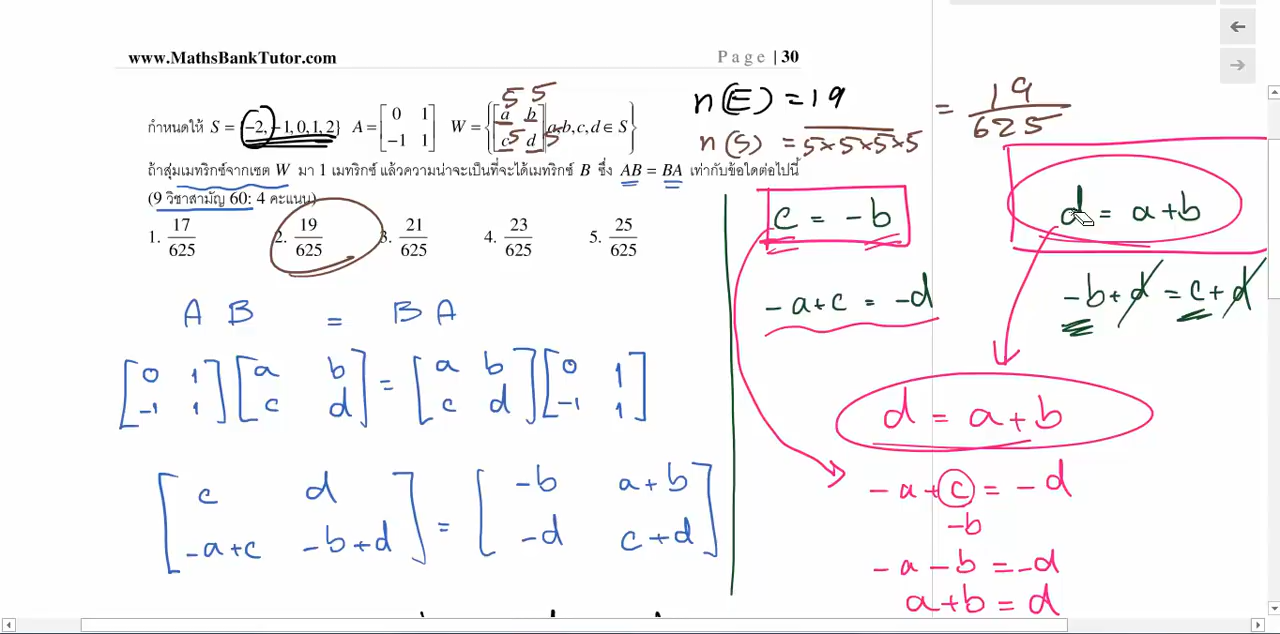 www.MathsBankTutor.com
Page | 30
กำหนดให้ S = {-2, -1, 0, 1, 2} A = [0 1 -1 1] W = {[a b c d] a,b,c,d ∈ S}
5 5
5 5
ถ้าสุ่มเมทริกซ์จากเซต W มา 1 เมทริกซ์ แล้วความน่าจะเป็นที่จะได้เมทริกซ์ B ซึ่ง AB = BA เท่ากับข้อใดต่อไปนี้
(9 วิชาสามัญ 60: 4 คะแนน)
1. 17/625 2. 19/625 3. 21/625 4. 23/625 5. 25/625
A B = B A
[0 1 -1 1] [a b c d] = [a b c d] [0 1 -1 1]
[c d -a+c -b+d] = [-b a+b -d c+d]
n(E) = 19
n(S) = 5×5×5×5
= 19/625
c = -b
d = a+b
-a+c = -d
-b+d = c+d
d = a+b
-a+c = -d
-b
-a-b = -d
a+b = d